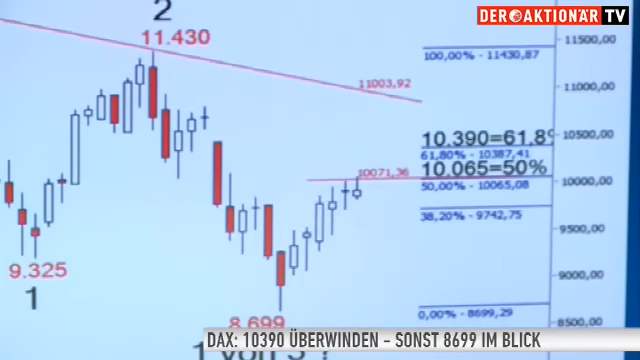 DER AKTIONÄR TV
2
11.430
11500,00
100,00% - 11430,87
11003,92
11000,00
10500,00
10.390=61.8%
61,80% - 10387,41
10071,36
10.065=50%
10000,00
50,00% - 10065,08
38,20% - 9742,75
9500,00
9.325
9000,00
1
0,00% - 8699,29
8.699
8500,00
DAX: 10390 ÜBERWINDEN – SONST 8699 IM BLICK
1 von 3 ?